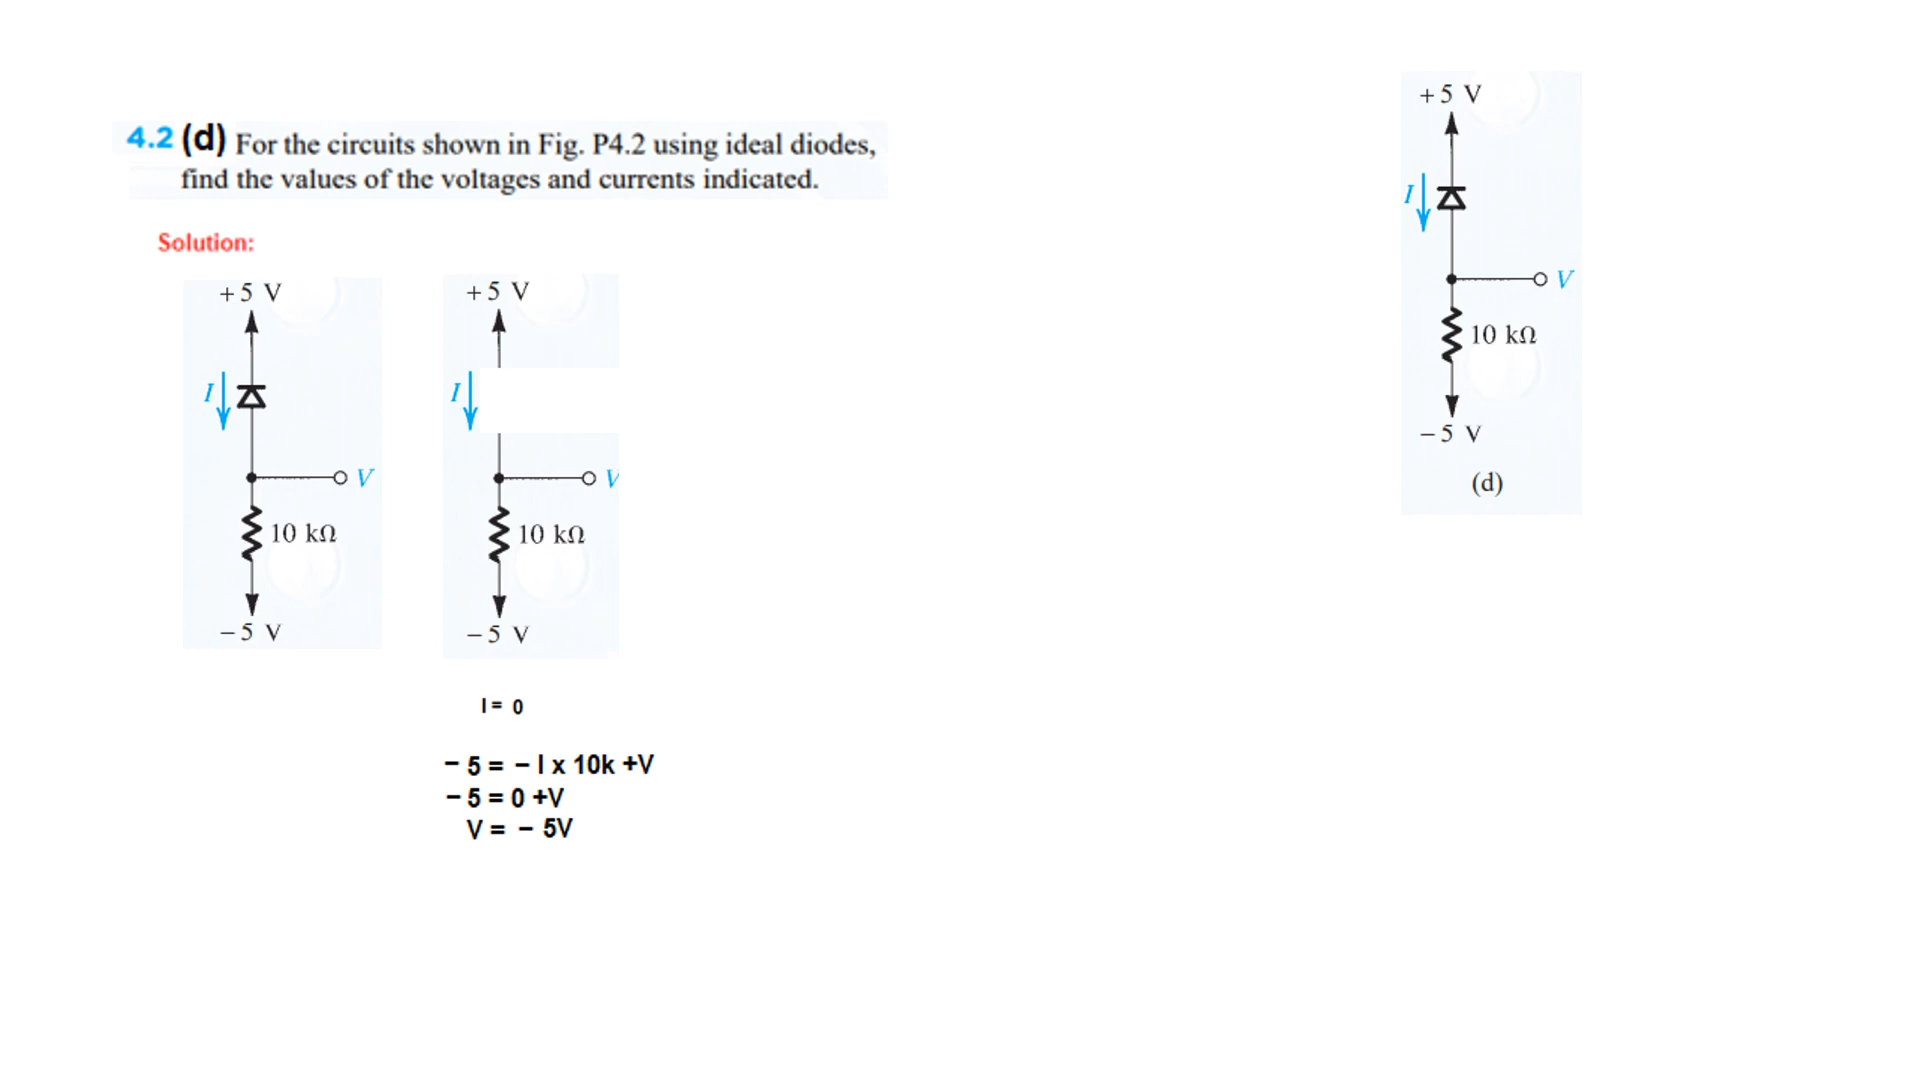 4.2 (d) For the circuits shown in Fig. P4.2 using ideal diodes,
find the values of the voltages and currents indicated.
Solution:
+5 V
I
V
10 kΩ
−5 V
+5 V
I
V
10 kΩ
−5 V
I = 0
− 5 = − I x 10k +V
− 5 = 0 +V
V = − 5V
+5 V
I
V
10 kΩ
−5 V
(d)